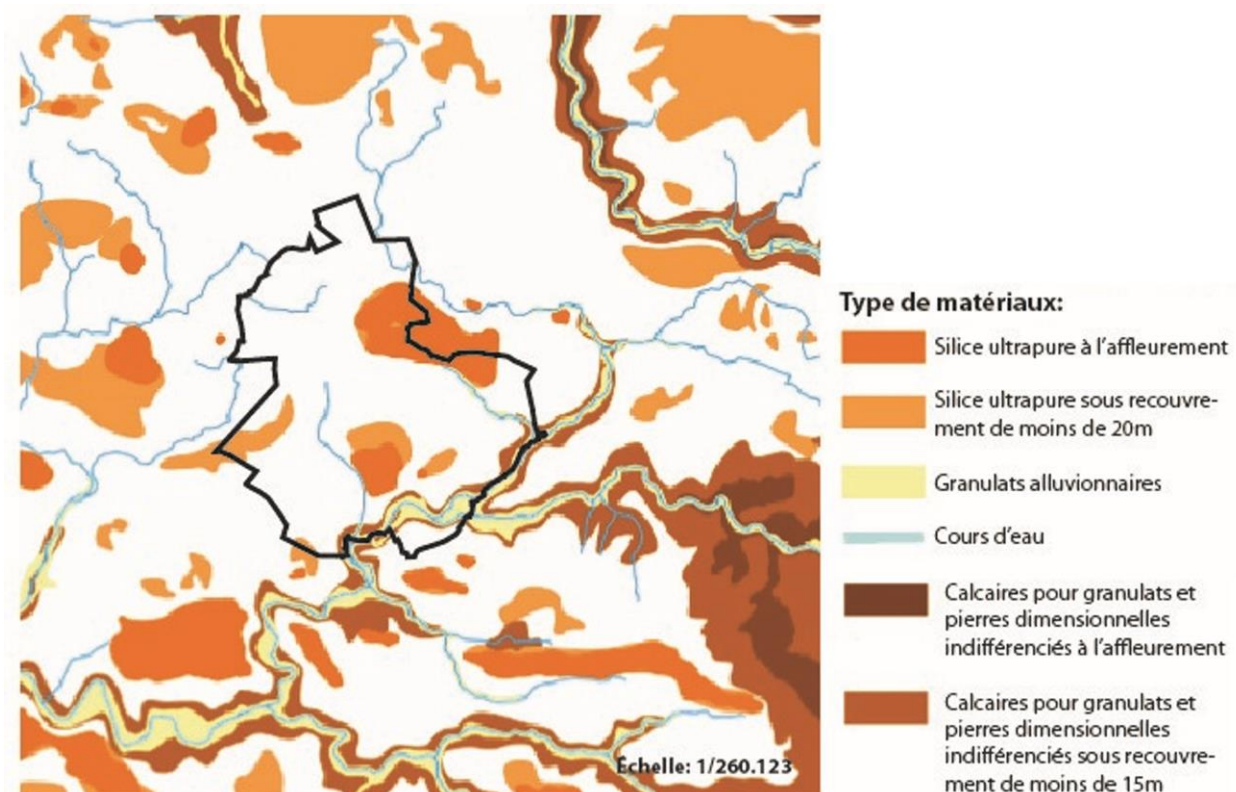 Type de matériaux:
Silice ultrapure à l'affleurement
Silice ultrapure sous recouvre-
ment de moins de 20m
Granulats alluvionnaires
Cours d'eau
Calcaires pour granulats et
pierres dimensionnelles
indifférenciés à l'affleurement
Calcaires pour granulats et
pierres dimensionnelles
indifférenciés sous recouvre-
ment de moins de 15m
Échelle: 1/260.123